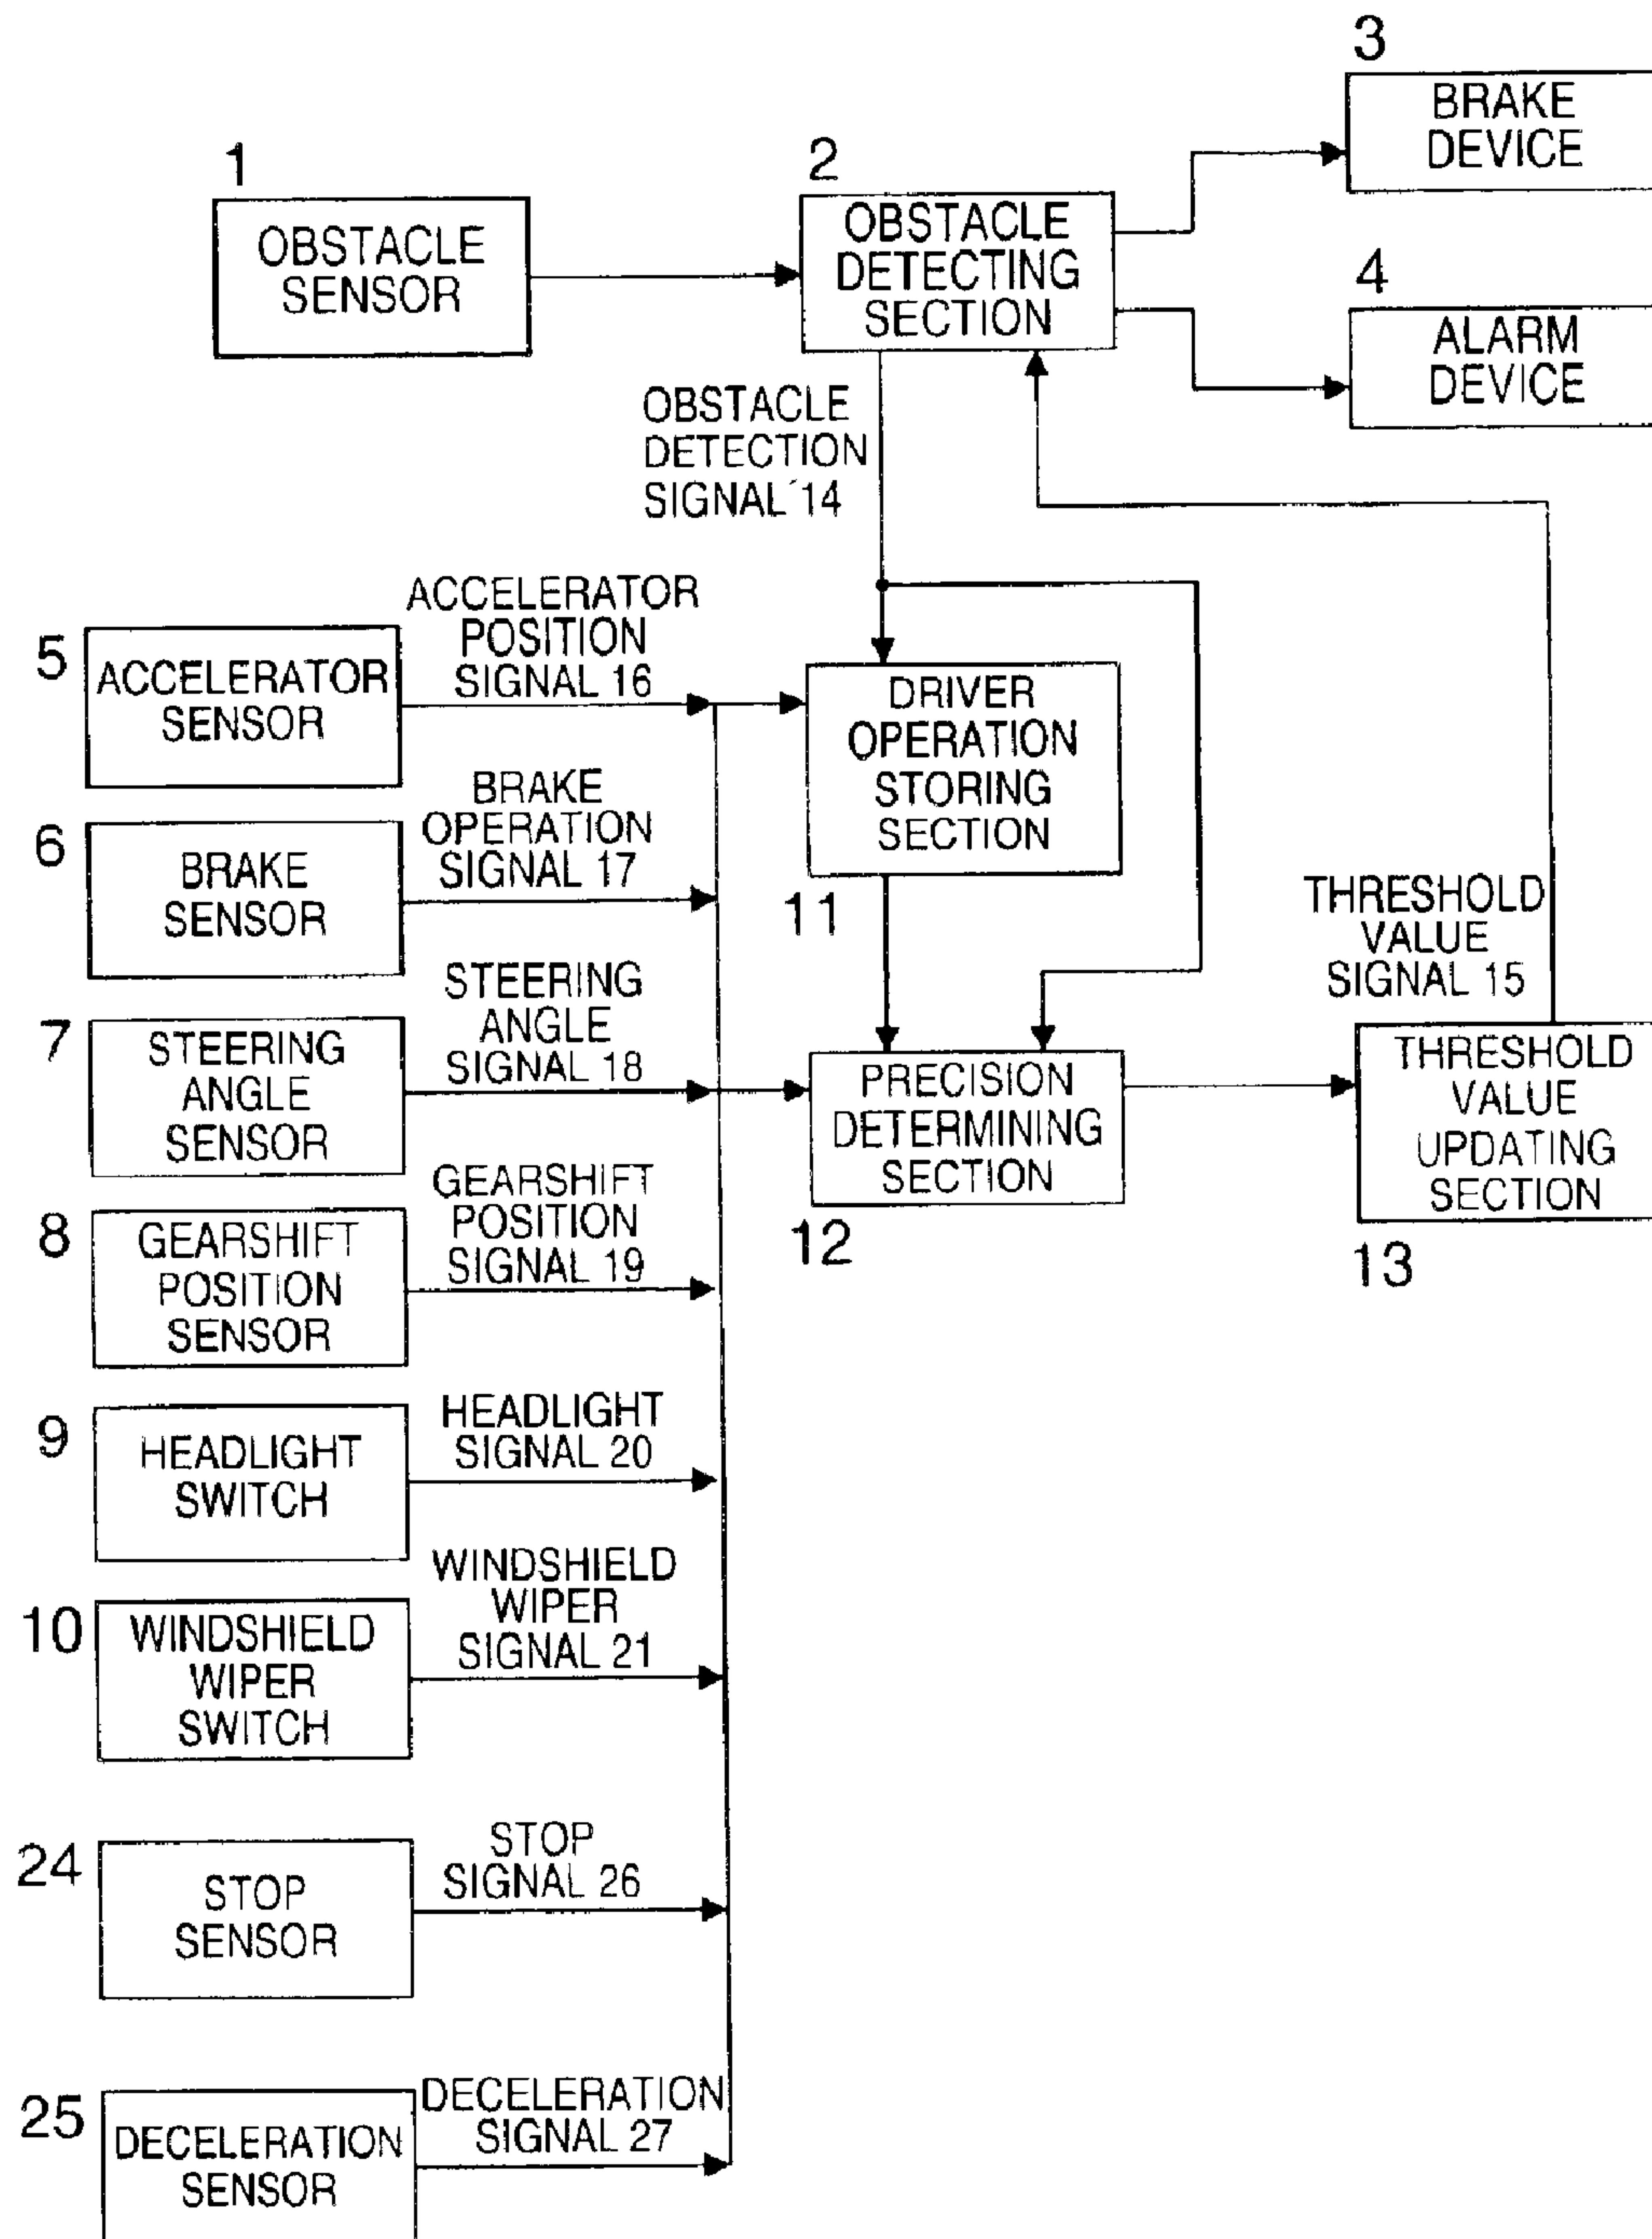 3
BRAKE
DEVICE
1
OBSTACLE
SENSOR
2
OBSTACLE
DETECTING
SECTION
4
ALARM
DEVICE
OBSTACLE
DETECTION
SIGNAL 14
5
ACCELERATOR
SENSOR
ACCELERATOR
POSITION
SIGNAL 16
DRIVER
OPERATION
STORING
SECTION
11
6
BRAKE
SENSOR
BRAKE
OPERATION
SIGNAL 17
THRESHOLD
VALUE
SIGNAL 15
7
STEERING
ANGLE
SENSOR
STEERING
ANGLE
SIGNAL 18
PRECISION
DETERMINING
SECTION
12
THRESHOLD
VALUE
UPDATING
SECTION
13
8
GEARSHIFT
POSITION
SENSOR
GEARSHIFT
POSITION
SIGNAL 19
9
HEADLIGHT
SWITCH
HEADLIGHT
SIGNAL 20
10
WINDSHIELD
WIPER
SWITCH
WINDSHIELD
WIPER
SIGNAL 21
24
STOP
SENSOR
STOP
SIGNAL 26
25
DECELERATION
SENSOR
DECELERATION
SIGNAL 27